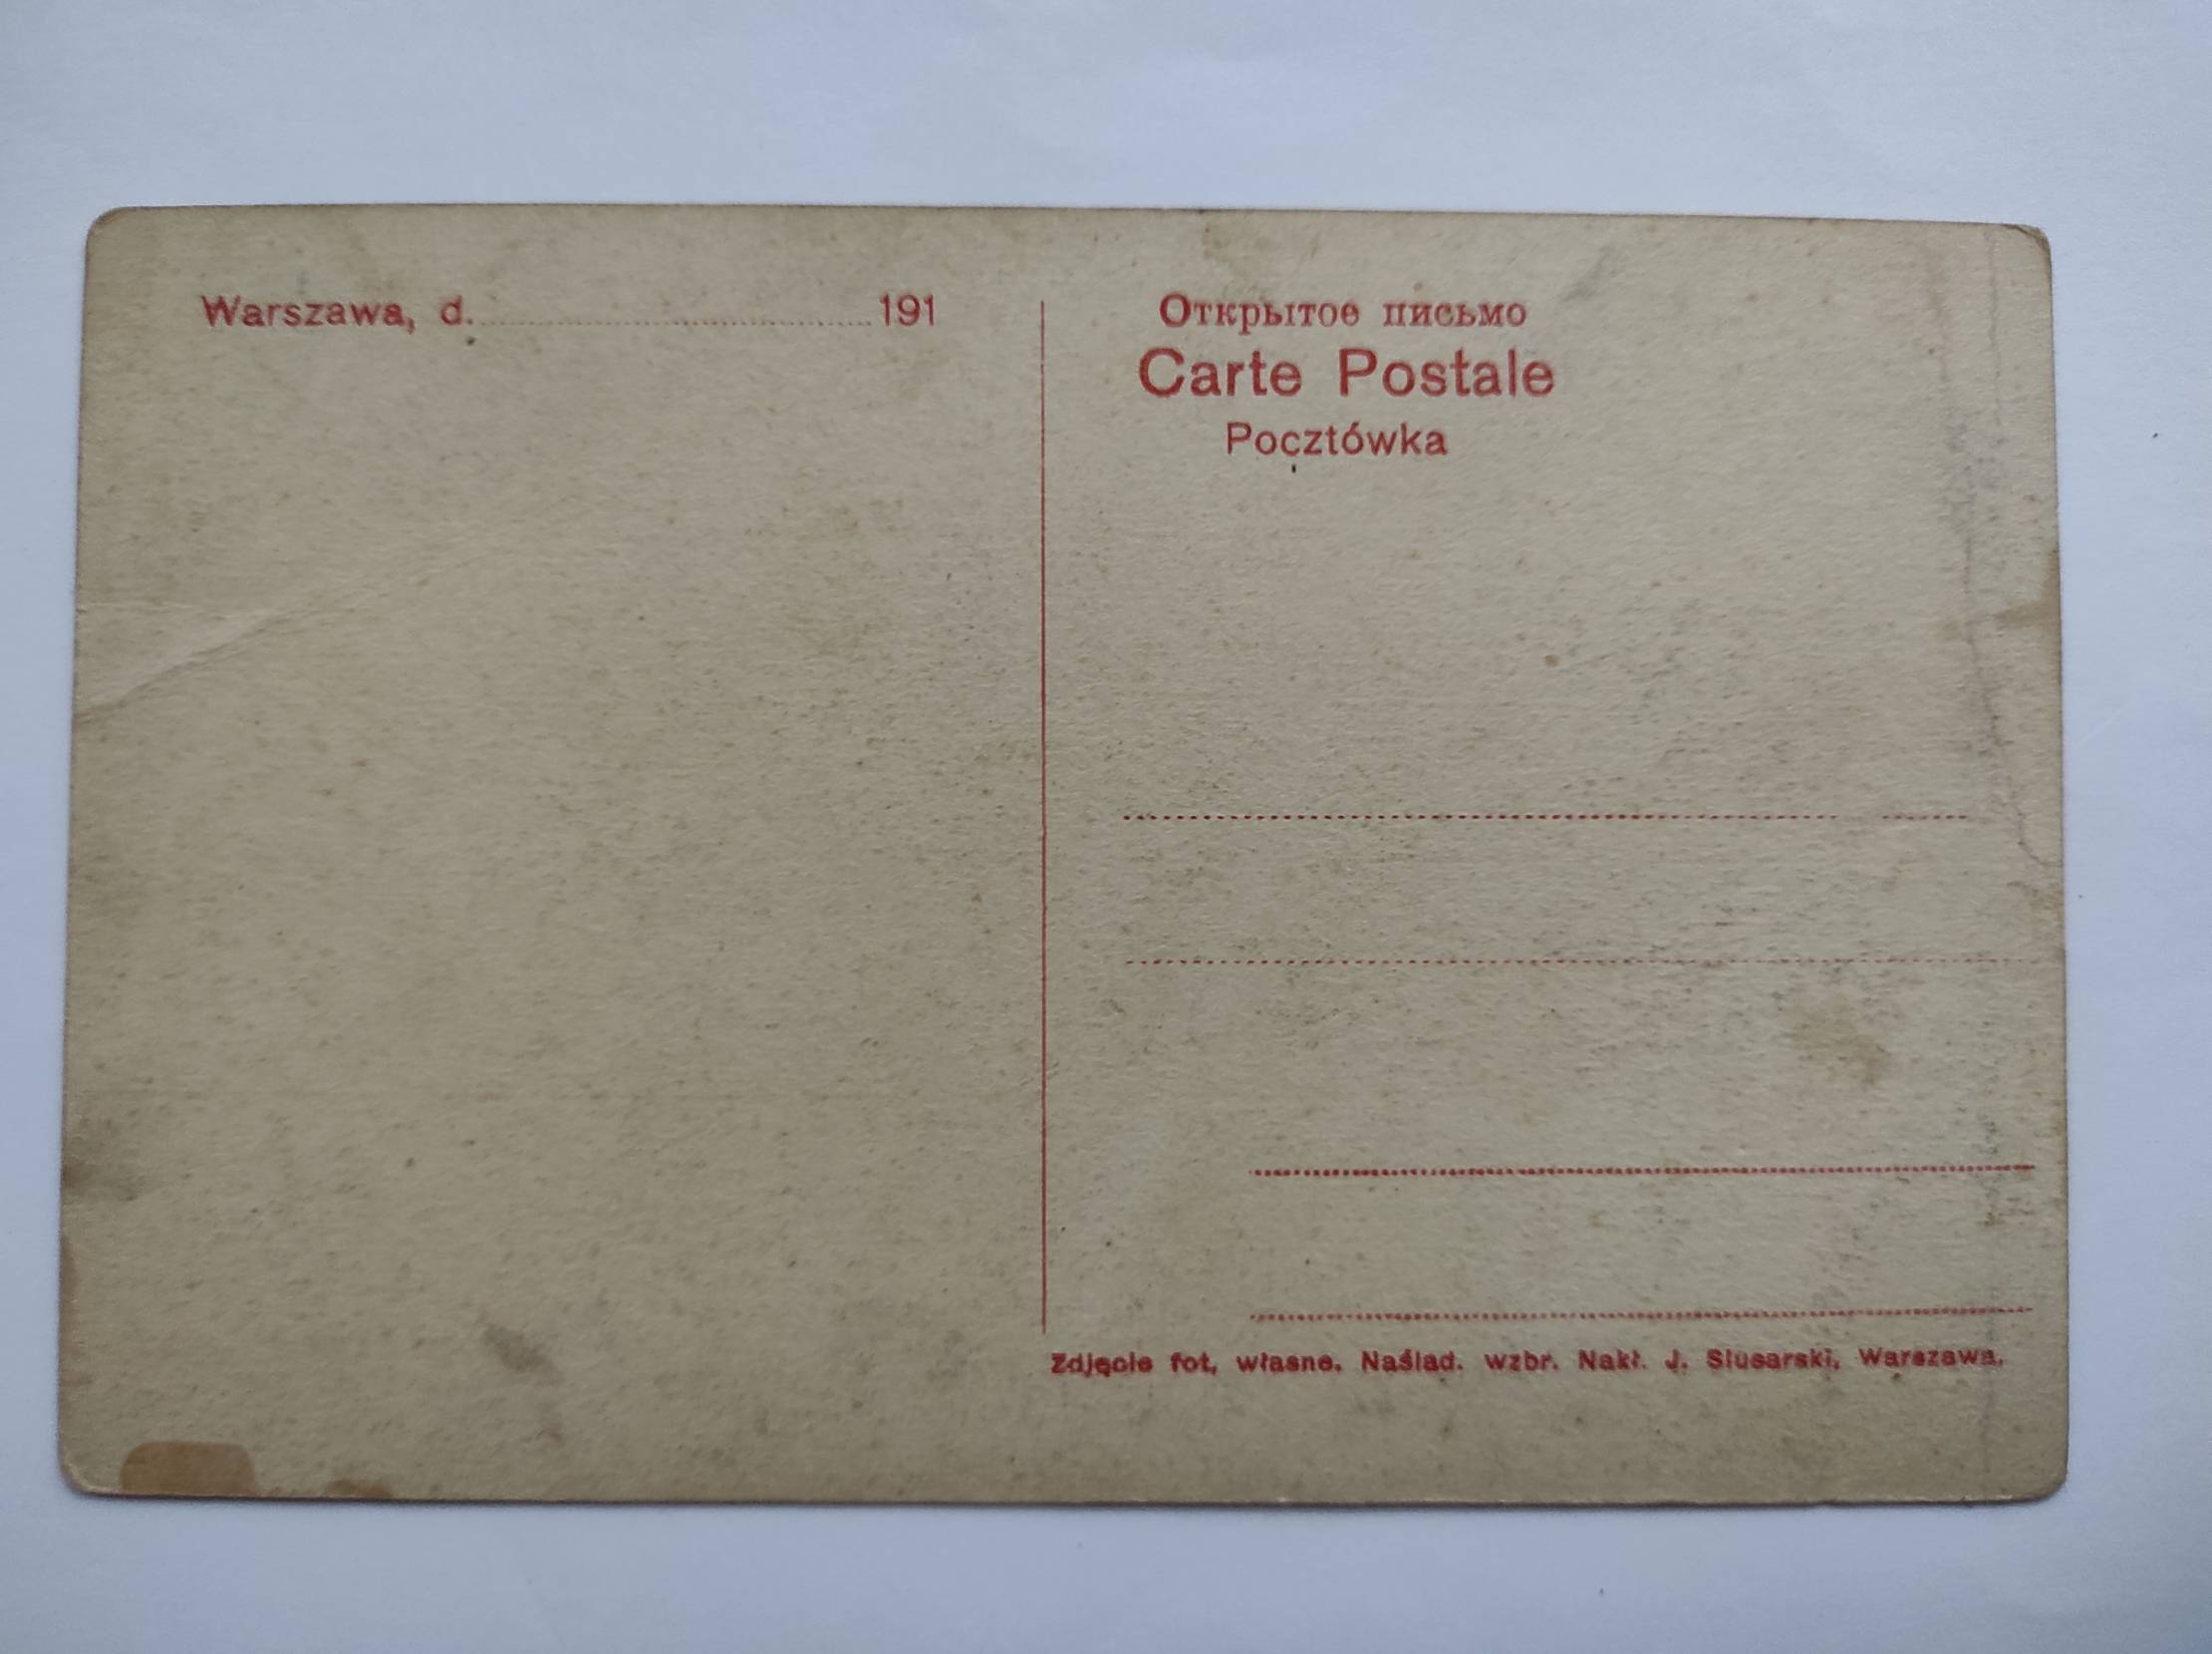 Warszawa, d. 191
Открытое письмо
Carte Postale
Pocztówka
Zdjęcie fot. własne. Naślad. wzbr. Nakł. J. Slusarski, Warszawa.